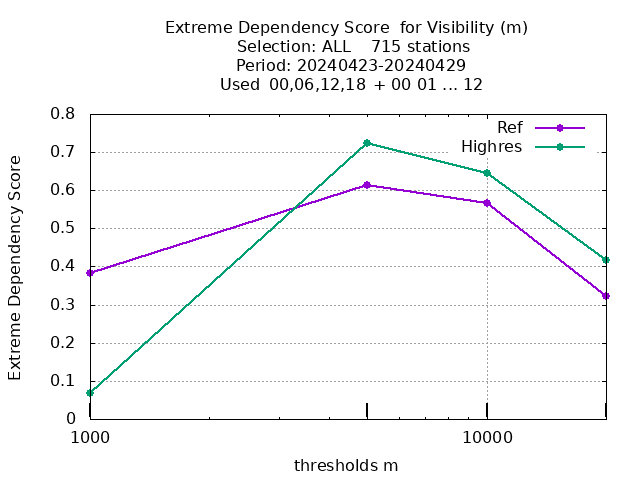 Extreme Dependency Score  for Visibility (m)
Selection: ALL    715 stations
Period: 20240423-20240429
Used  00,06,12,18  + 00 01 ... 12
Ref
Highres
0.8
0.7
0.6
0.5
0.4
0.3
0.2
0.1
0
Extreme Dependency Score
1000
10000
thresholds m